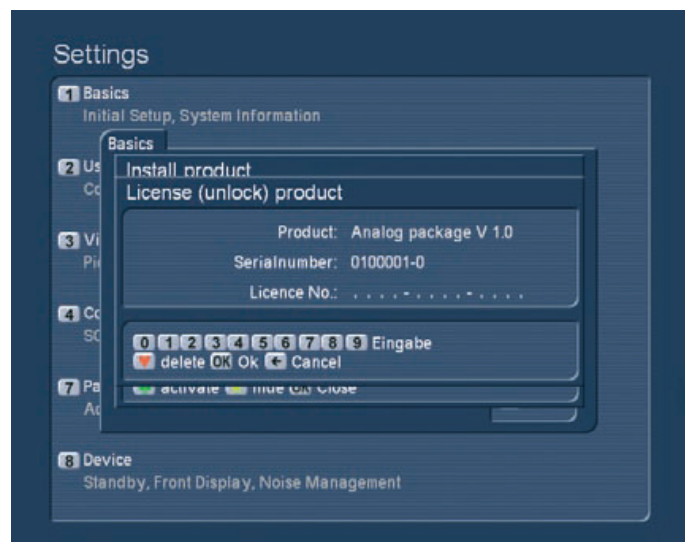 Settings
1 Basics
Initial Setup, System Information
Basics
2 Us
Install product
License (unlock) product
Product: Analog package V 1.0
3 Vi
Serialnumber: 0100001-0
Licence No.: . . . . - . . . . - . . . .
4 Co
SC
0 1 2 3 4 5 6 7 8 9 Eingabe
delete OK Ok Cancel
7 Pa
activate hide OK Close
8 Device
Standby, Front Display, Noise Management